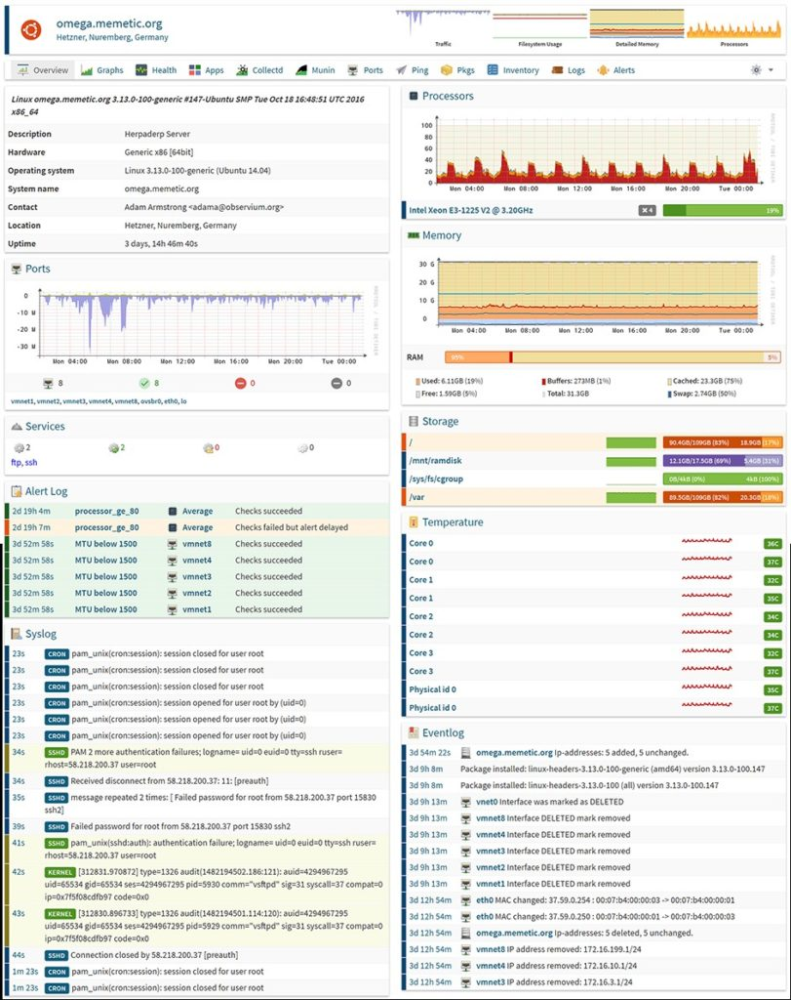 omega.memetic.org
Hetzner, Nuremberg, Germany
Traffic
Filesystem Usage
Detailed Memory
Processors
Overview
Graphs
Health
Apps
Collectd
Munin
Ports
Ping
Pkgs
Inventory
Logs
Alerts
Linux omega.memetic.org 3.13.0-100-generic #147-Ubuntu SMP Tue Oct 18 16:48:51 UTC 2016
x86_64
Description Herpaderp Server
Hardware Generic x86 [64bit]
Operating system Linux 3.13.0-100-generic (Ubuntu 14.04)
System name omega.memetic.org
Contact Adam Armstrong <adama@observium.org>
Location Hetzner, Nuremberg, Germany
Uptime 3 days, 14h 46m 40s
Ports
0
-10 M
-20 M
-30 M
Mon 04:00 Mon 08:00 Mon 12:00 Mon 16:00 Mon 20:00 Tue 00:00
RRDTOOL / TOBI OETIKER
8 8 0 0
vmnet1, vmnet2, vmnet3, vmnet4, vmnet8, ovsbr0, eth0, lo
Services
2 2 0 0
ftp, ssh
Alert Log
2d 19h 4m processor_ge_80 Average Checks succeeded
2d 19h 7m processor_ge_80 Average Checks failed but alert delayed
3d 52m 58s MTU below 1500 vmnet8 Checks succeeded
3d 52m 58s MTU below 1500 vmnet4 Checks succeeded
3d 52m 58s MTU below 1500 vmnet3 Checks succeeded
3d 52m 58s MTU below 1500 vmnet2 Checks succeeded
3d 52m 58s MTU below 1500 vmnet1 Checks succeeded
Syslog
23s CRON pam_unix(cron:session): session closed for user root
23s CRON pam_unix(cron:session): session closed for user root
23s CRON pam_unix(cron:session): session closed for user root
23s CRON pam_unix(cron:session): session opened for user root by (uid=0)
23s CRON pam_unix(cron:session): session opened for user root by (uid=0)
23s CRON pam_unix(cron:session): session opened for user root by (uid=0)
34s SSHD PAM 2 more authentication failures; logname= uid=0 euid=0 tty=ssh ruser=
rhost=58.218.200.37 user=root
34s SSHD Received disconnect from 58.218.200.37: 11: [preauth]
35s SSHD message repeated 2 times: [ Failed password for root from 58.218.200.37 port 15830
ssh2]
39s SSHD Failed password for root from 58.218.200.37 port 15830 ssh2
41s SSHD pam_unix(sshd:auth): authentication failure; logname= uid=0 euid=0 tty=ssh ruser=
rhost=58.218.200.37 user=root
42s KERNEL [312831.970872] type=1326 audit(1482194502.186:121): auid=4294967295
uid=65534 gid=65534 ses=4294967295 pid=5930 comm="vsftpd" sig=31 syscall=37 compat=0
ip=0x7f5f08cdfb97 code=0x0
43s KERNEL [312830.896733] type=1326 audit(1482194501.114:120): auid=4294967295
uid=65534 gid=65534 ses=4294967295 pid=5929 comm="vsftpd" sig=31 syscall=37 compat=0
ip=0x7f5f08cdfb97 code=0x0
44s SSHD Connection closed by 58.218.200.37 [preauth]
1m 23s CRON pam_unix(cron:session): session closed for user root
1m 23s CRON pam_unix(cron:session): session closed for user root
Processors
100
80
60
40
20
0
Mon 04:00 Mon 08:00 Mon 12:00 Mon 16:00 Mon 20:00 Tue 00:00
RRDTOOL / TOBI OETIKER
Intel Xeon E3-1225 V2 @ 3.20GHz x 4 19%
Memory
30 G
20 G
10 G
0
Mon 04:00 Mon 08:00 Mon 12:00 Mon 16:00 Mon 20:00 Tue 00:00
RRDTOOL / TOBI OETIKER
RAM 95% 5%
Used: 6.11GB (19%) Buffers: 273MB (1%) Cached: 23.3GB (75%)
Free: 1.59GB (5%) Total: 31.3GB Swap: 2.74GB (50%)
Storage
/ 90.4GB/109GB (83%) 18.9GB (17%)
/mnt/ramdisk 12.1GB/17.5GB (69%) 5.4GB (31%)
/sys/fs/cgroup 0B/4kB (0%) 4kB (100%)
/var 89.5GB/109GB (82%) 20.3GB (18%)
Temperature
Core 0 36C
Core 0 37C
Core 1 32C
Core 1 35C
Core 2 34C
Core 2 34C
Core 3 32C
Core 3 37C
Physical id 0 35C
Physical id 0 37C
Eventlog
3d 54m 22s omega.memetic.org Ip-addresses: 5 added, 5 unchanged.
3d 9h 8m Package installed: linux-headers-3.13.0-100-generic (amd64) version 3.13.0-100.147
3d 9h 8m Package installed: linux-headers-3.13.0-100 (all) version 3.13.0-100.147
3d 9h 13m vnet0 Interface was marked as DELETED
3d 9h 13m vmnet8 Interface DELETED mark removed
3d 9h 13m vmnet4 Interface DELETED mark removed
3d 9h 13m vmnet3 Interface DELETED mark removed
3d 9h 13m vmnet2 Interface DELETED mark removed
3d 9h 13m vmnet1 Interface DELETED mark removed
3d 12h 54m eth0 MAC changed: 37.59.0.254 : 00:07:b4:00:00:03 -> 00:07:b4:00:00:01
3d 12h 54m eth0 MAC changed: 37.59.0.250 : 00:07:b4:00:00:01 -> 00:07:b4:00:00:03
3d 12h 54m omega.memetic.org Ip-addresses: 5 deleted, 5 unchanged.
3d 12h 54m vmnet8 IP address removed: 172.16.199.1/24
3d 12h 54m vmnet4 IP address removed: 172.16.10.1/24
3d 12h 54m vmnet3 IP address removed: 172.16.3.1/24